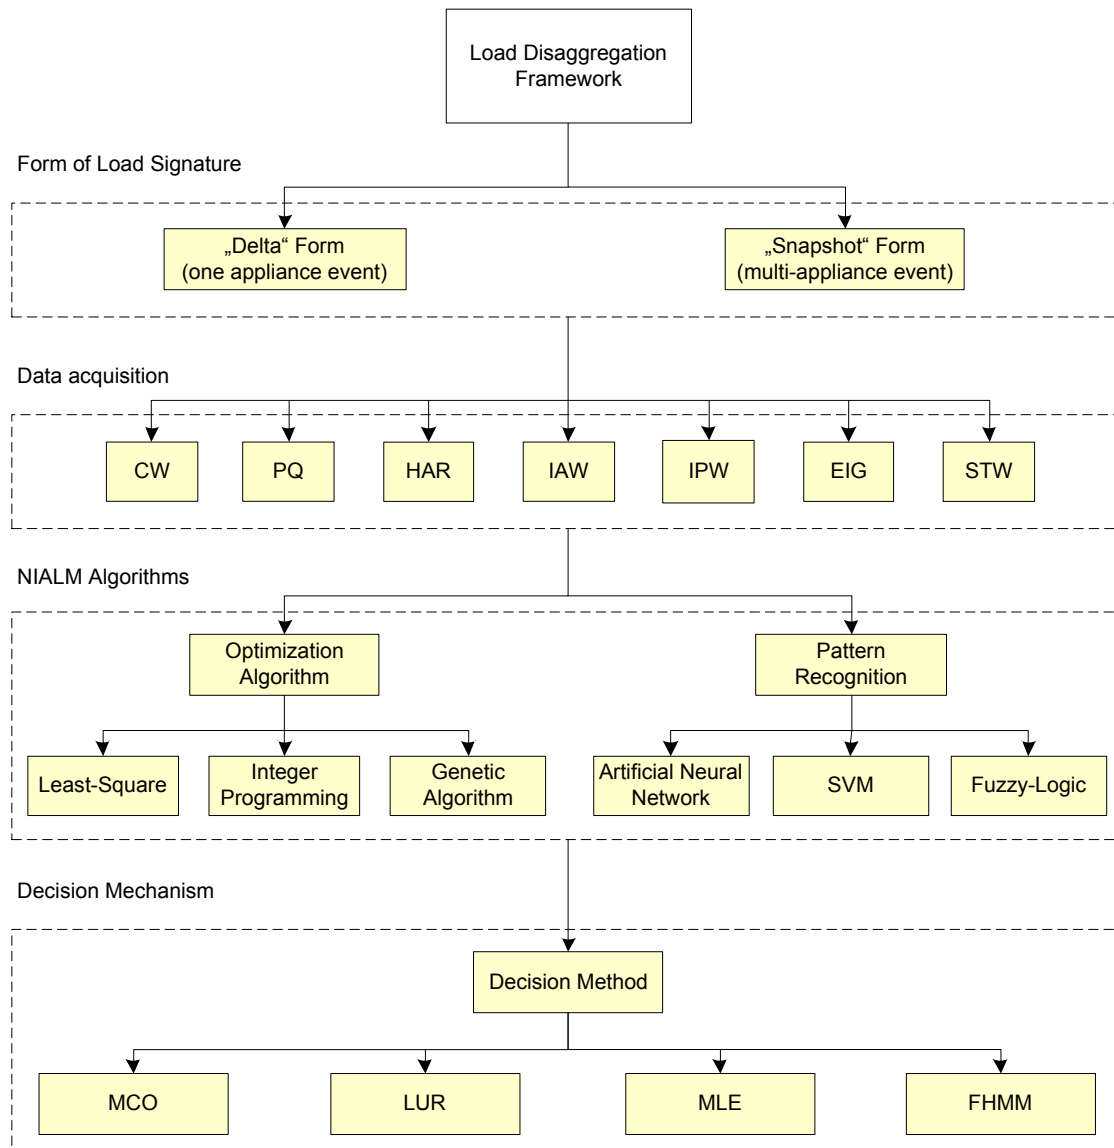 Load Disaggregation
Framework
Form of Load Signature
„Delta“ Form
(one appliance event)
„Snapshot“ Form
(multi-appliance event)
Data acquisition
CW
PQ
HAR
IAW
IPW
EIG
STW
NIALM Algorithms
Optimization
Algorithm
Pattern
Recognition
Least-Square
Integer
Programming
Genetic
Algorithm
Artificial Neural
Network
SVM
Fuzzy-Logic
Decision Mechanism
Decision Method
MCO
LUR
MLE
FHMM